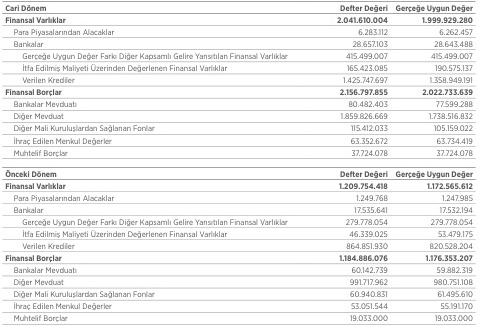 Cari Dönem Defter Değeri Gerçeğe Uygun Değer
Finansal Varlıklar 2.041.610.004 1.999.929.280
Para Piyasalarından Alacaklar 6.283.112 6.262.457
Bankalar 28.657.103 28.643.488
Gerçeğe Uygun Değer Farkı Diğer Kapsamlı Gelire Yansıtılan Finansal Varlıklar 415.499.007 415.499.007
İtfa Edilmiş Maliyeti Üzerinden Değerlenen Finansal Varlıklar 165.423.085 190.575.137
Verilen Krediler 1.425.747.697 1.358.949.191
Finansal Borçlar 2.156.797.855 2.022.733.639
Bankalar Mevduatı 80.482.403 77.599.288
Diğer Mevduat 1.859.826.669 1.738.516.832
Diğer Mali Kuruluşlardan Sağlanan Fonlar 115.412.033 105.159.022
İhraç Edilen Menkul Değerler 63.352.672 63.734.419
Muhtelif Borçlar 37.724.078 37.724.078
Önceki Dönem Defter Değeri Gerçeğe Uygun Değer
Finansal Varlıklar 1.209.754.418 1.172.565.612
Para Piyasalarından Alacaklar 1.249.768 1.247.985
Bankalar 17.535.641 17.532.194
Gerçeğe Uygun Değer Farkı Diğer Kapsamlı Gelire Yansıtılan Finansal Varlıklar 279.778.054 279.778.054
İtfa Edilmiş Maliyeti Üzerinden Değerlenen Finansal Varlıklar 46.339.025 53.479.175
Verilen Krediler 864.851.930 820.528.204
Finansal Borçlar 1.184.886.076 1.176.353.207
Bankalar Mevduatı 60.142.739 59.882.319
Diğer Mevduat 991.717.962 980.751.108
Diğer Mali Kuruluşlardan Sağlanan Fonlar 60.940.831 61.495.610
İhraç Edilen Menkul Değerler 53.051.544 55.191.170
Muhtelif Borçlar 19.033.000 19.033.000